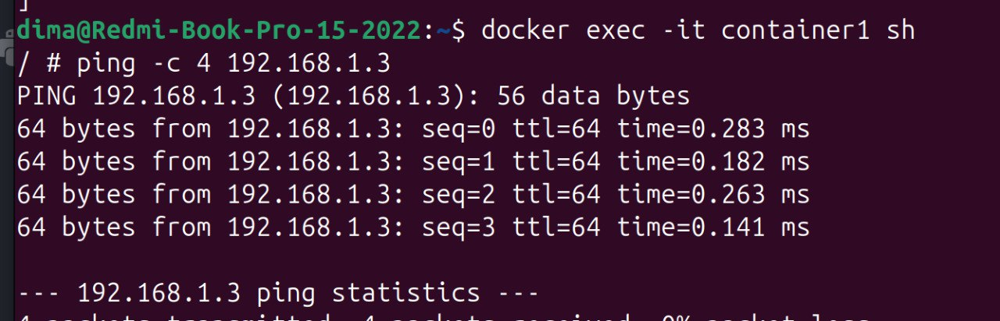 ]
dima@Redmi-Book-Pro-15-2022:~$ docker exec -it container1 sh
/ # ping -c 4 192.168.1.3
PING 192.168.1.3 (192.168.1.3): 56 data bytes
64 bytes from 192.168.1.3: seq=0 ttl=64 time=0.283 ms
64 bytes from 192.168.1.3: seq=1 ttl=64 time=0.182 ms
64 bytes from 192.168.1.3: seq=2 ttl=64 time=0.263 ms
64 bytes from 192.168.1.3: seq=3 ttl=64 time=0.141 ms
--- 192.168.1.3 ping statistics ---
4 packets transmitted, 4 packets received, 0% packet loss